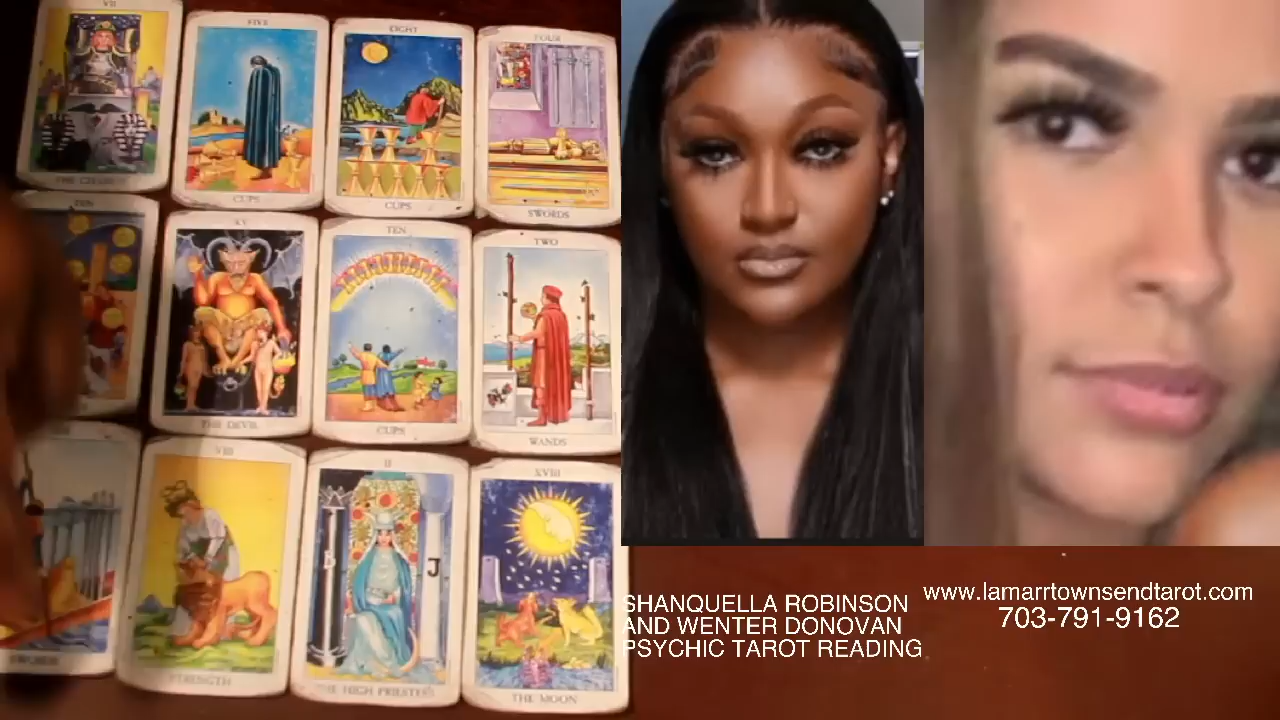 VII
FIVE
EIGHT
FOUR
THE CHARIOT
CUPS
CUPS
SWORDS
TEN
XV
TEN
TWO
THE DEVIL
CUPS
WANDS
VIII
II
XVIII
B
J
SWORDS
STRENGTH
THE HIGH PRIESTESS
THE MOON
SHANQUELLA ROBINSON
AND WENTER DONOVAN
PSYCHIC TAROT READING
www.lamarrtownsendtarot.com
703-791-9162